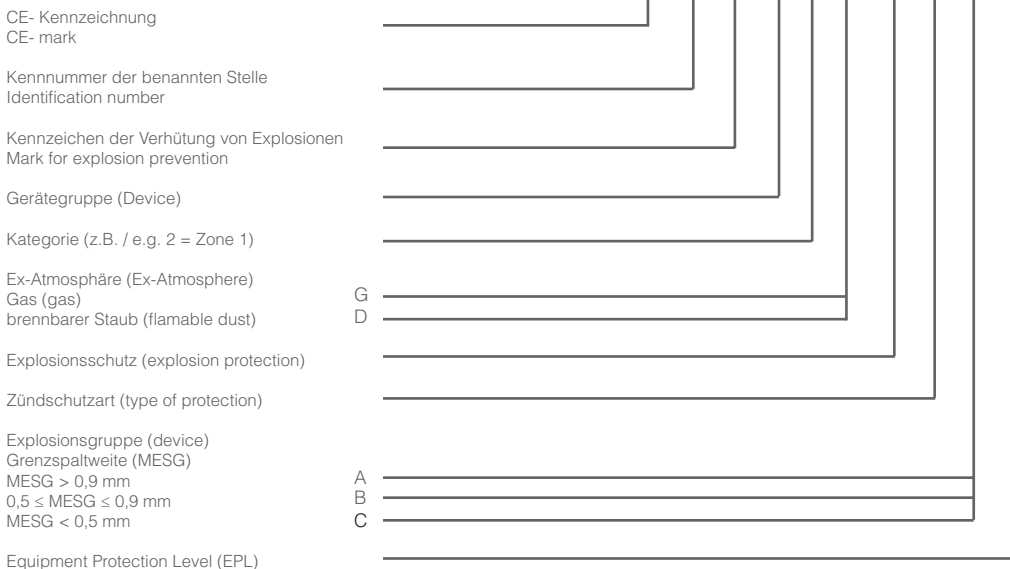 CE- Kennzeichnung
CE- mark
Kennnummer der benannten Stelle
Identification number
Kennzeichen der Verhütung von Explosionen
Mark for explosion prevention
Gerätegruppe (Device)
Kategorie (z.B. / e.g. 2 = Zone 1)
Ex-Atmosphäre (Ex-Atmosphere)
Gas (gas) G
brennbarer Staub (flamable dust) D
Explosionsschutz (explosion protection)
Zündschutzart (type of protection)
Explosionsgruppe (device)
Grenzspaltweite (MESG)
MESG > 0,9 mm A
0,5 ≤ MESG ≤ 0,9 mm B
MESG < 0,5 mm C
Equipment Protection Level (EPL)